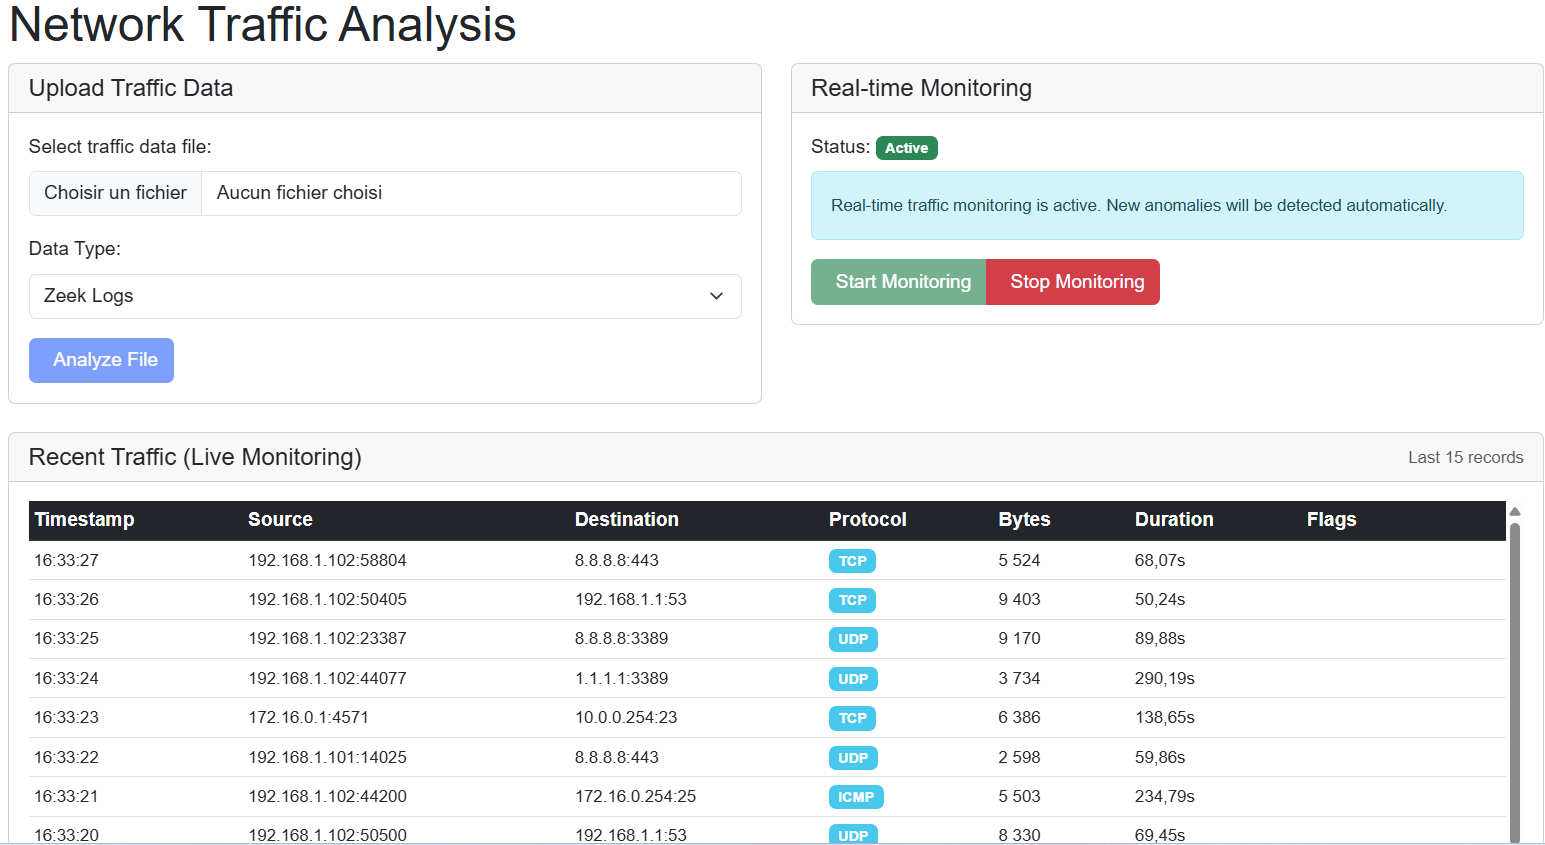 Network Traffic Analysis
Upload Traffic Data
Select traffic data file:
Choisir un fichier Aucun fichier choisi
Data Type:
Zeek Logs
Analyze File
Real-time Monitoring
Status: Active
Real-time traffic monitoring is active. New anomalies will be detected automatically.
Start Monitoring Stop Monitoring
Recent Traffic (Live Monitoring) Last 15 records
Timestamp Source Destination Protocol Bytes Duration Flags
16:33:27 192.168.1.102:58804 8.8.8.8:443 TCP 5 524 68,07s
16:33:26 192.168.1.102:50405 192.168.1.1:53 TCP 9 403 50,24s
16:33:25 192.168.1.102:23387 8.8.8.8:3389 UDP 9 170 89,88s
16:33:24 192.168.1.102:44077 1.1.1.1:3389 UDP 3 734 290,19s
16:33:23 172.16.0.1:4571 10.0.0.254:23 TCP 6 386 138,65s
16:33:22 192.168.1.101:14025 8.8.8.8:443 UDP 2 598 59,86s
16:33:21 192.168.1.102:44200 172.16.0.254:25 ICMP 5 503 234,79s
16:33:20 192.168.1.102:50500 192.168.1.1:53 UDP 8 330 69,45s